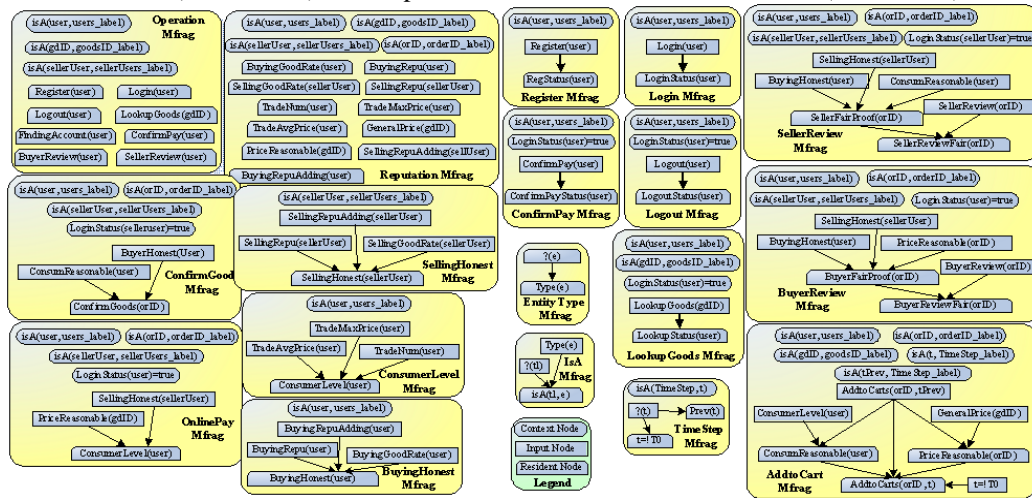 isA(user,users_label)
Operation
Mfrag
isA(gdID,goodsID_label)
isA(sellerUser,sellerUsers_label)
Register(user)
Login(user)
Logout(user)
LookupGoods(gdID)
FindingAccount(user)
ConfirmPay(user)
BuyerReview(user)
SellerReview(user)
isA(user,users_label)
isA(gdID,goodsID_label)
isA(sellerUser,sellerUsers_label)
isA(orID,orderID_label)
BuyingGoodRate(user)
BuyingRepu(user)
SellingGoodRate(sellerUser)
SellingRepu(sellerUser)
TradeNum(user)
TradeMaxPrice(user)
TradeAvgPrice(user)
GeneralPrice(gdID)
PriceReasonable(gdID)
SellingRepuAdding(sellUser)
BuyingRepuAdding(user)
Reputation Mfrag
isA(user,users_label)
Register(user)
RegStatus(user)
Register Mfrag
isA(user,users_label)
Login(user)
LoginStatus(user)
Login Mfrag
isA(user,users_label)
isA(orID,orderID_label)
isA(sellerUser,sellerUsers_label)
LoginStatus(sellerUser)=true
SellingHonest(sellerUser)
BuyingHonest(user)
ConsumReasonable(user)
SellerReview(orID)
SellerFairProof(orID)
SellerReview
Mfrag
SellerReviewFair(orID)
isA(user,users_label)
LoginStatus(user)=true
ConfirmPay(user)
ConfirmPayStatus(user)
ConfirmPay Mfrag
isA(user,users_label)
LoginStatus(user)=true
Logout(user)
LogoutStatus(user)
Logout Mfrag
isA(user,users_label)
isA(orID,orderID_label)
isA(sellerUser,sellerUsers_label)
LoginStatus(selleruser)=true
BuyerHonest(User)
ConsumReasonable(user)
ConfirmGood
Mfrag
ConfirmGoods(orID)
isA(sellerUser,sellerUsers_label)
SellingRepuAdding(sellerUser)
SellingRepu(sellerUser)
SellingGoodRate(sellerUser)
SellingHonest(sellerUser)
SellingHonest
Mfrag
?(e)
Type(e)
Entity Type
Mfrag
isA(user,users_label)
isA(gdID,goodsID_label)
LoginStatus(user)=true
LookupGoods(gdID)
LookupStatus(user)
LookupGoods Mfrag
isA(user,users_label)
isA(orID,orderID_label)
isA(sellerUser,sellerUsers_label)
LoginStatus(user)=true
SellingHonest(sellerUser)
BuyingHonest(user)
PriceReasonable(orID)
BuyerReview(orID)
BuyerFairProof(orID)
BuyerReview
Mfrag
BuyerReviewFair(orID)
isA(user,users_label)
isA(orID,orderID_label)
isA(sellerUser,sellerUsers_label)
LoginStatus(user)=true
SellingHonest(sellerUser)
PriceReasonable(gdID)
OnlinePay
Mfrag
ConsumerLevel(user)
isA(user,users_label)
TradeMaxPrice(user)
TradeAvgPrice(user)
TradeNum(user)
ConsumerLevel
Mfrag
ConsumerLevel(user)
isA(user,users_label)
BuyingRepuAdding(user)
BuyingRepu(user)
BuyingGoodRate(user)
BuyingHonest(user)
BuyingHonest
Mfrag
Type(e)
?(tl)
IsA
Mfrag
isA(tl,e)
isA(TimeStep,t)
?(t)
Prev(t)
t=! T0
TimeStep
Mfrag
Context Node
Input Node
Resident Node
Legend
isA(user,users_label)
isA(orID,orderID_label)
isA(gdID,goodsID_label)
isA(t,TimeStep_label)
isA(tPrev,TimeStep_label)
AddtoCarts(orID,tPrev)
ConsumerLevel(user)
GeneralPrice(gdID)
ConsumReasonable(user)
PriceReasonable(orID)
AddtoCart
Mfrag
AddtoCarts(orID,t)
t=! T0